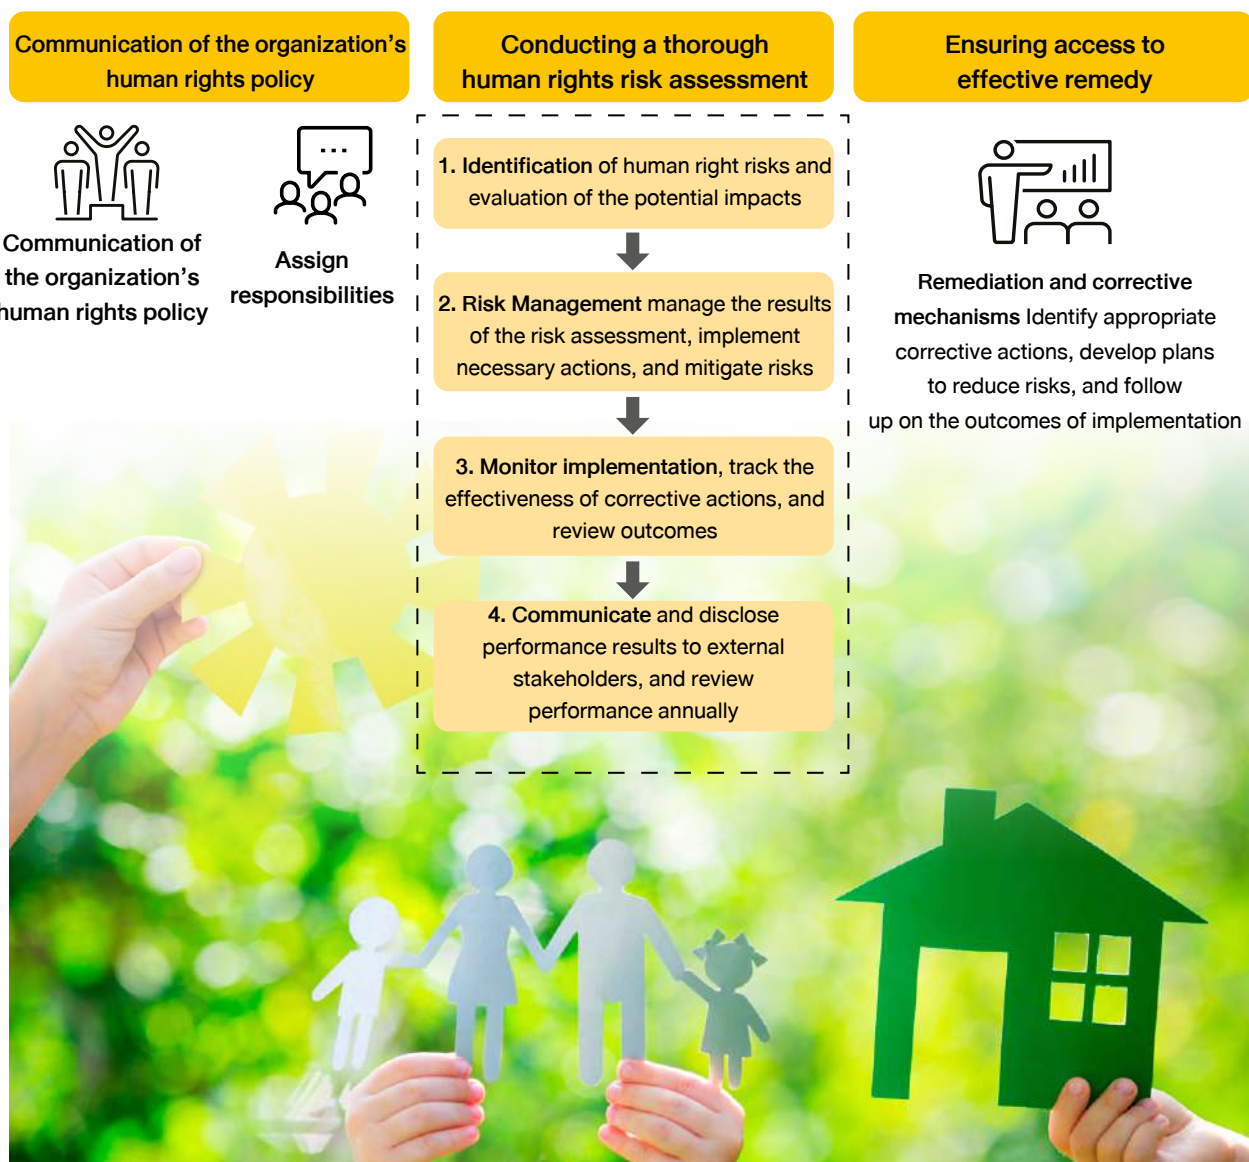 Communication of the organization's
human rights policy
Communication of
the organization's
human rights policy
Assign
responsibilities
Conducting a thorough
human rights risk assessment
1. Identification of human right risks and
evaluation of the potential impacts
2. Risk Management manage the results
of the risk assessment, implement
necessary actions, and mitigate risks
3. Monitor implementation, track the
effectiveness of corrective actions, and
review outcomes
4. Communicate and disclose
performance results to external
stakeholders, and review
performance annually
Ensuring access to
effective remedy
Remediation and corrective
mechanisms Identify appropriate
corrective actions, develop plans
to reduce risks, and follow
up on the outcomes of implementation